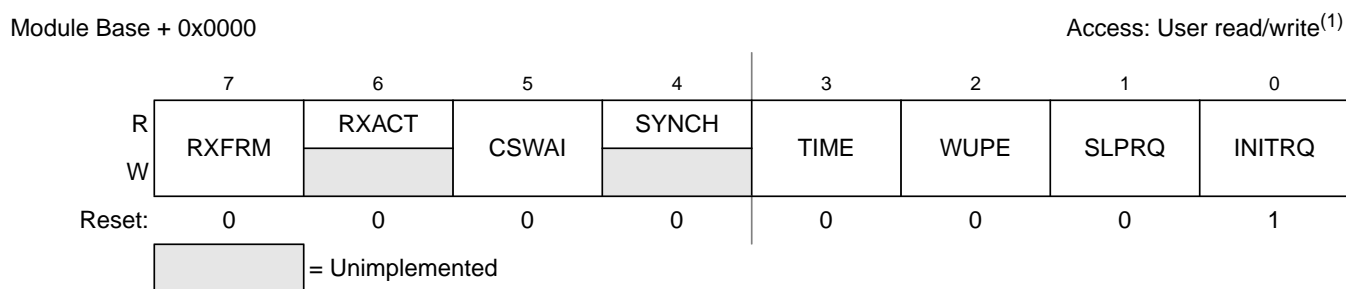 Module Base + 0x0000 Access: User read/write(1)
7 6 5 4 3 2 1 0
R RXFRM RXACT CSWAI SYNCH TIME WUPE SLPRQ INITRQ
W
Reset: 0 0 0 0 0 0 0 1
= Unimplemented